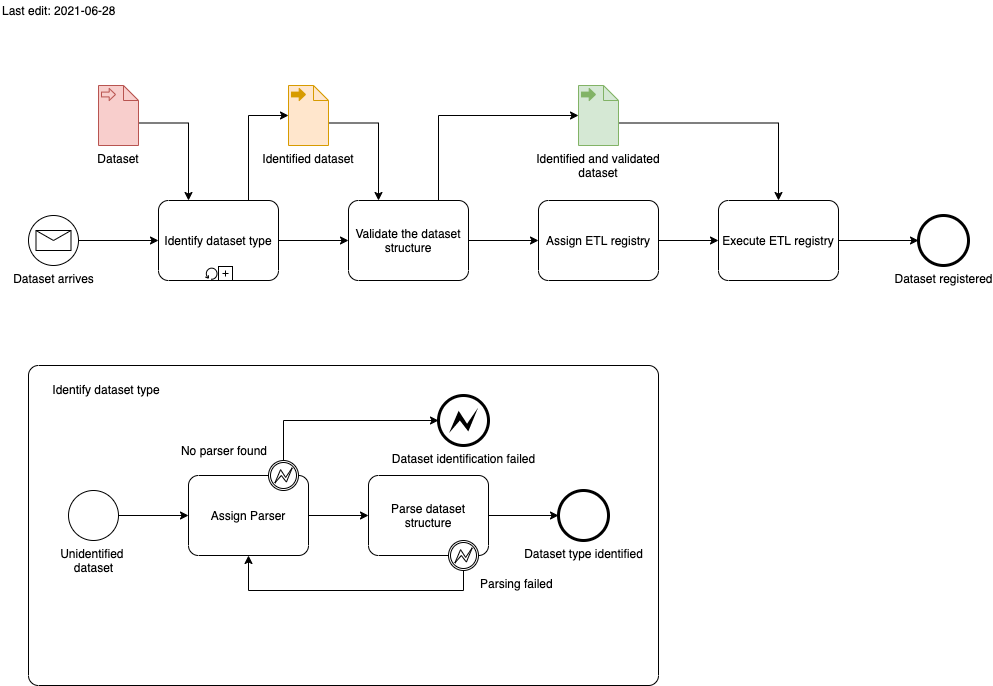 Last edit: 2021-06-28
Dataset
Identified dataset
Identified and validated
dataset
Identify dataset type
+
Validate the dataset
structure
Assign ETL registry
Execute ETL registry
Dataset arrives
Dataset registered
Identify dataset type
No parser found
Dataset identification failed
Assign Parser
Parse dataset
structure
Unidentified
dataset
Dataset type identified
Parsing failed